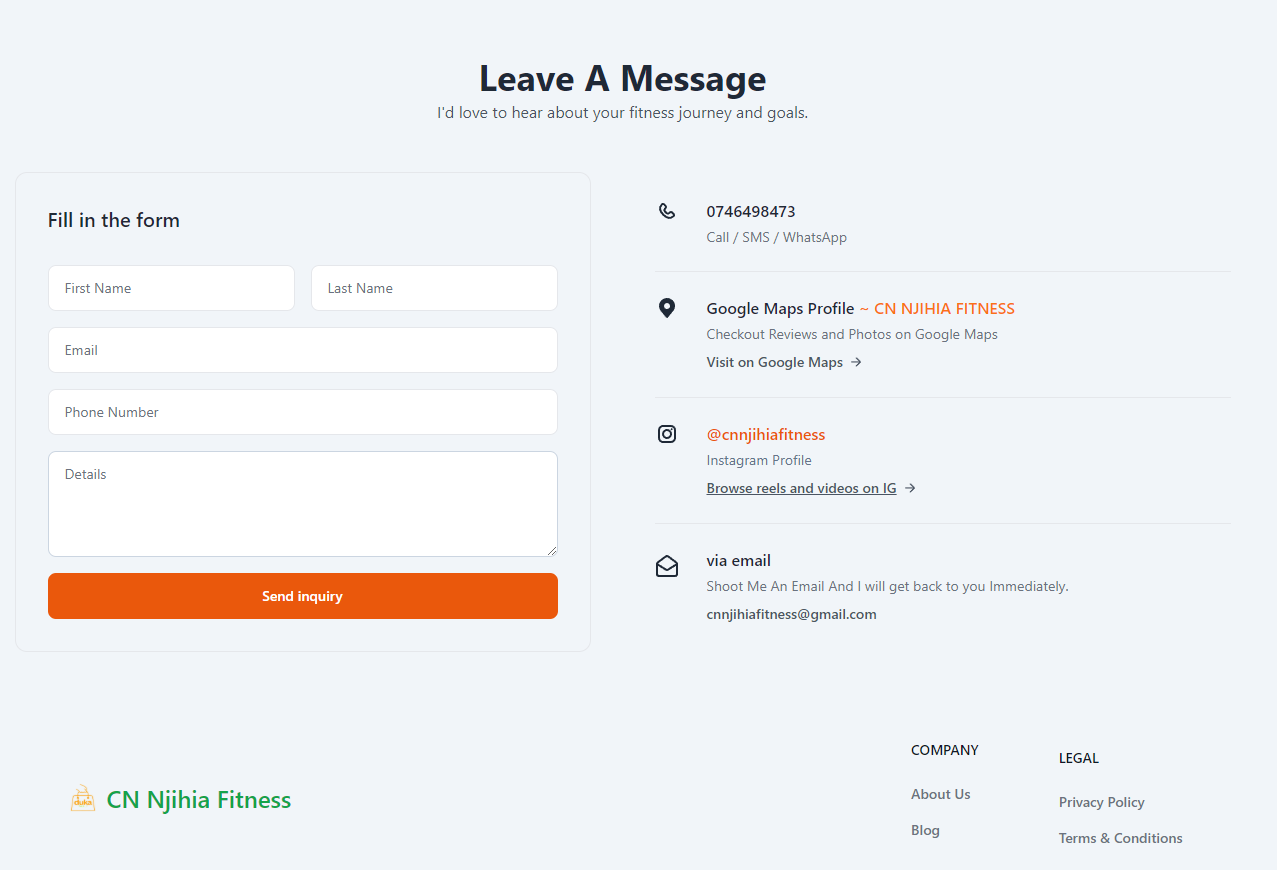 Leave A Message
I'd love to hear about your fitness journey and goals.
Fill in the form
First Name
Last Name
Email
Phone Number
Details
Send inquiry
0746498473
Call / SMS / WhatsApp
Google Maps Profile ~ CN NJIHIA FITNESS
Checkout Reviews and Photos on Google Maps
Visit on Google Maps →
@cnnjihiafitness
Instagram Profile
Browse reels and videos on IG →
via email
Shoot Me An Email And I will get back to you Immediately.
cnnjihiafitness@gmail.com
duka
CN Njihia Fitness
COMPANY
About Us
Blog
LEGAL
Privacy Policy
Terms & Conditions